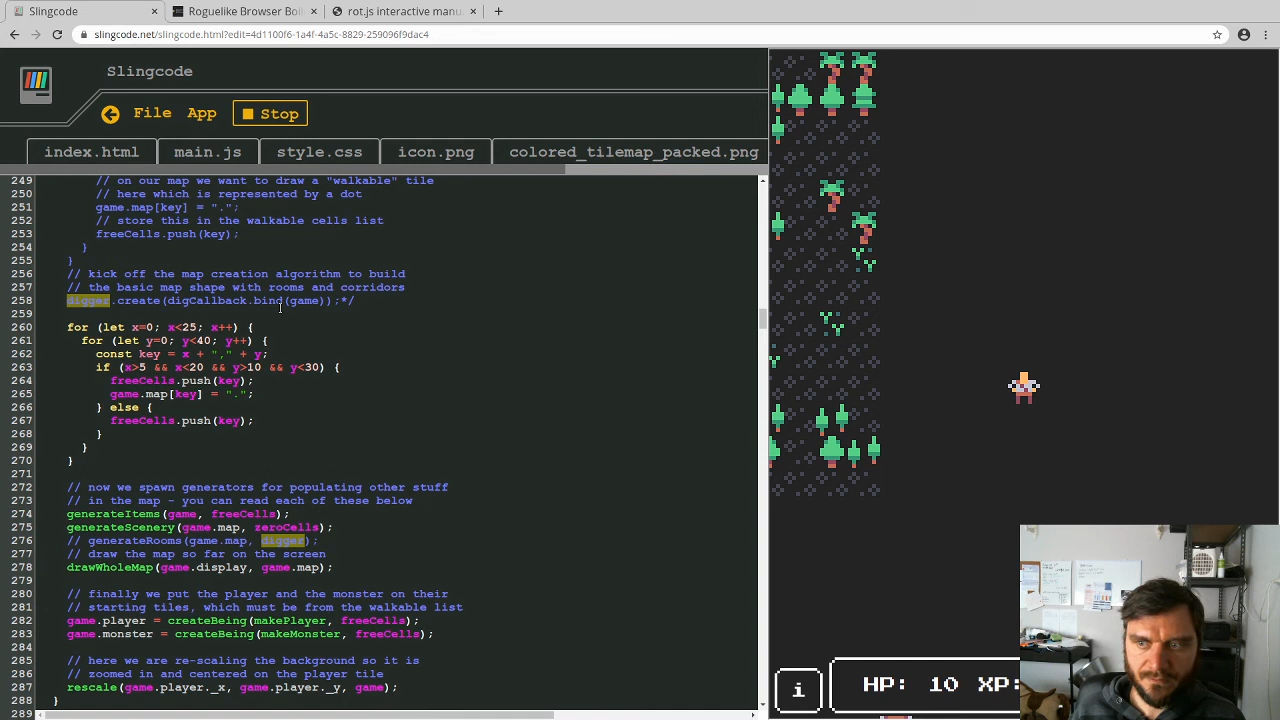 Slingcode
Roguelike Browser Boi
rot.js interactive manu
slingcode.net/slingcode.html?edit=4d1100f6-1a4f-4a5c-8829-259096f9dac4
Slingcode
File App Stop
index.html main.js style.css icon.png colored_tilemap_packed.png
249 // on our map we want to draw a "walkable" tile
250 // here which is represented by a dot
251 game.map[key] = ".";
252 // store this in the walkable cells list
253 freeCells.push(key);
254 }
255 }
256 // kick off the map creation algorithm to build
257 // the basic map shape with rooms and corridors
258 digger.create(digCallback.bind(game));*/
259
260 for (let x=0; x<25; x++) {
261 for (let y=0; y<40; y++) {
262 const key = x + "," + y;
263 if (x>5 && x<20 && y>10 && y<30) {
264 freeCells.push(key);
265 game.map[key] = ".";
266 } else {
267 freeCells.push(key);
268 }
269 }
270 }
271
272 // now we spawn generators for populating other stuff
273 // in the map - you can read each of these below
274 generateItems(game, freeCells);
275 generateScenery(game.map, zeroCells);
276 // generateRooms(game.map, digger);
277 // draw the map so far on the screen
278 drawWholeMap(game.display, game.map);
279
280 // finally we put the player and the monster on their
281 // starting tiles, which must be from the walkable list
282 game.player = createBeing(makePlayer, freeCells);
283 game.monster = createBeing(makeMonster, freeCells);
284
285 // here we are re-scaling the background so it is
286 // zoomed in and centered on the player tile
287 rescale(game.player._x, game.player._y, game);
288 }
289
i HP: 10 XP: